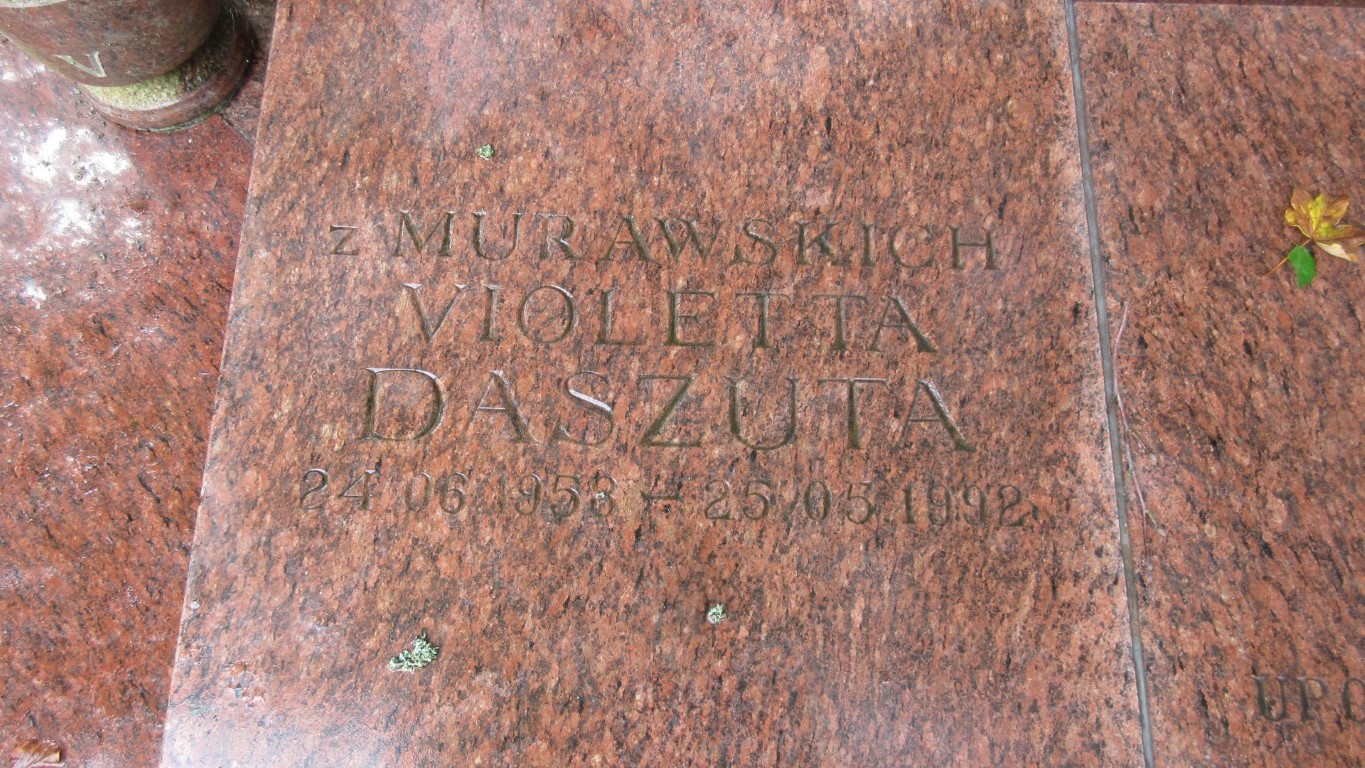 z MURAWSKICH
VIOLETTA
DASZUTA
24 06 1953 – 25 05 1992